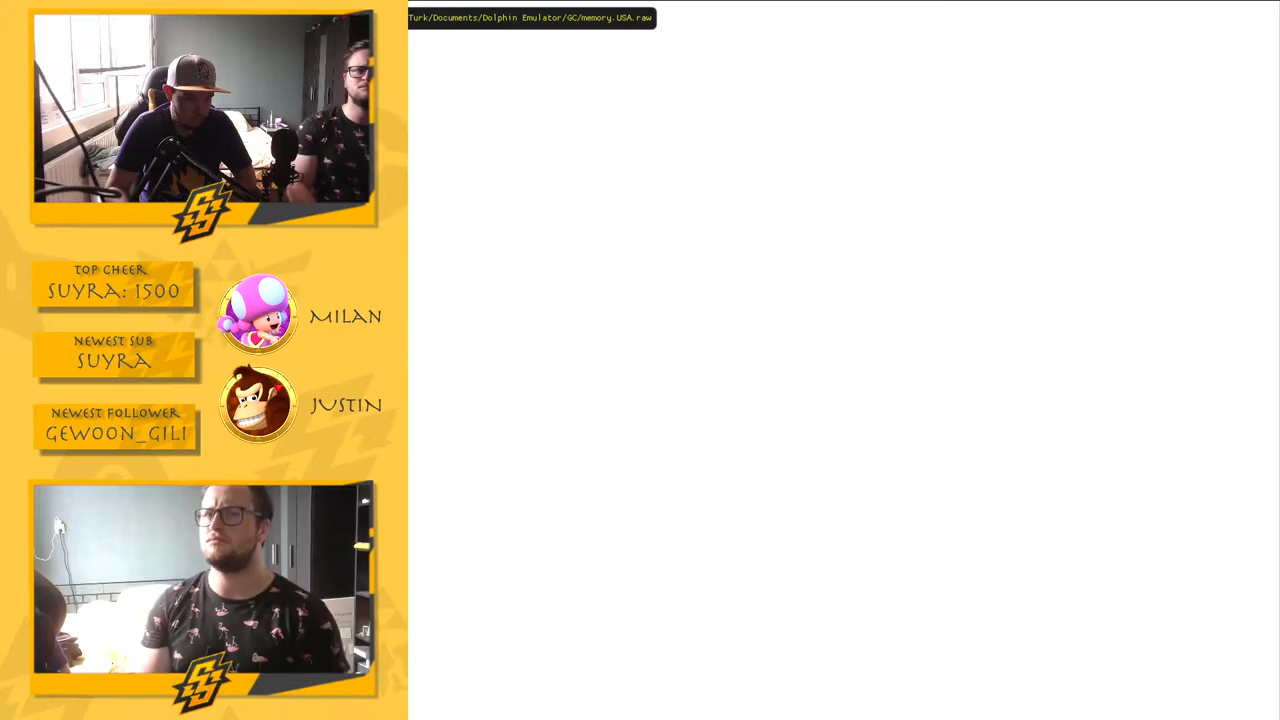 Turk/Documents/Dolphin Emulator/GC/memory.USA.raw
TOP CHEER
SUYRA: 1500
NEWEST SUB
SUYRA
NEWEST FOLLOWER
GEWOON_GILI
MILAN
JUSTIN